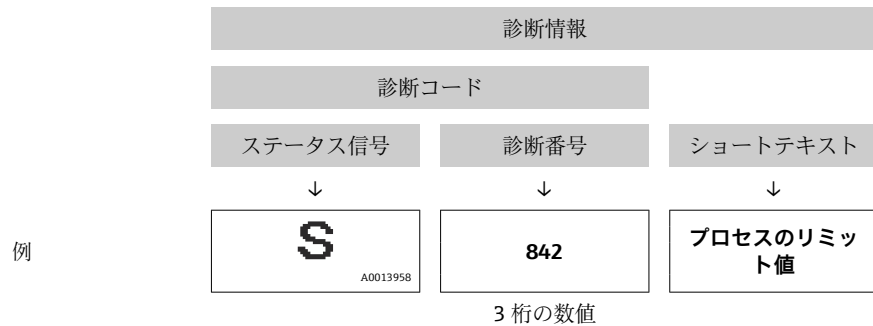 診断情報
診断コード
ステータス信号 診断番号 ショートテキスト
↓ ↓ ↓
例 S 842 プロセスのリミッ
ト値
A0013958
3 桁の数値